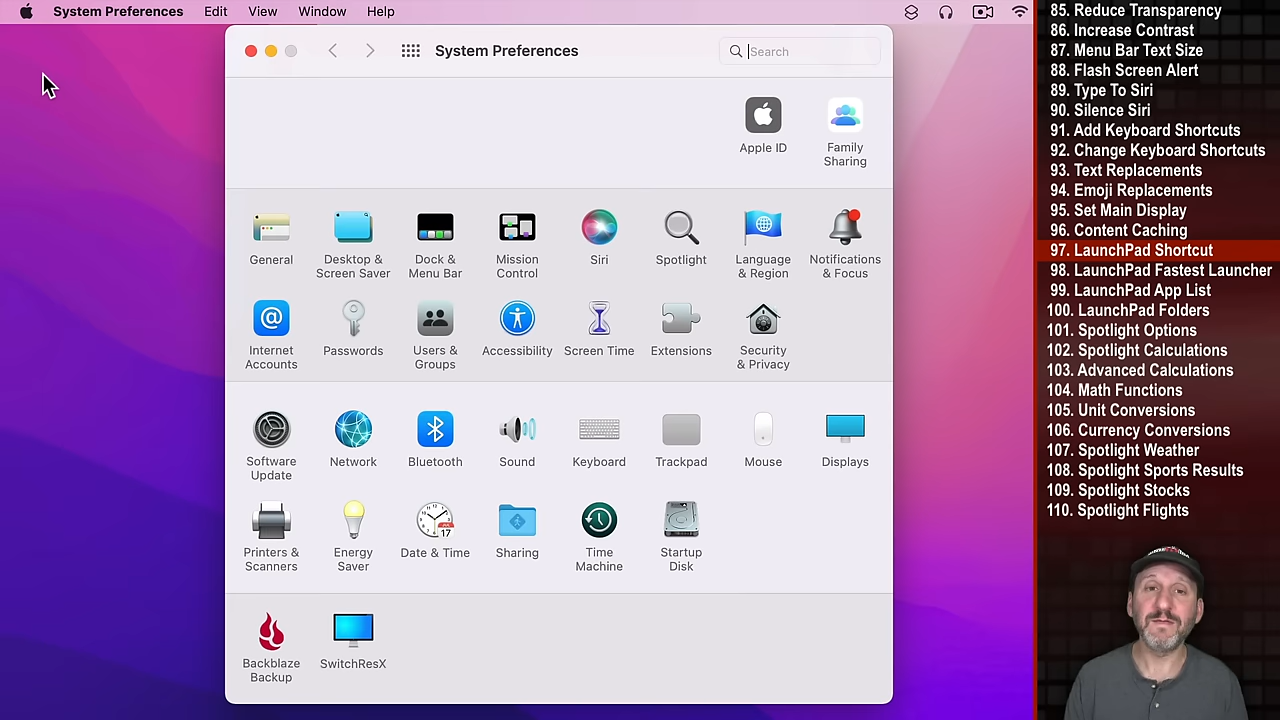 System Preferences Edit View Window Help
System Preferences
Search
Apple ID
Family
Sharing
General
Desktop &
Screen Saver
Dock &
Menu Bar
Mission
Control
Siri
Spotlight
Language
& Region
Notifications
& Focus
Internet
Accounts
Passwords
Users &
Groups
Accessibility
Screen Time
Extensions
Security
& Privacy
Software
Update
Network
Bluetooth
Sound
Keyboard
Trackpad
Mouse
Displays
Printers &
Scanners
Energy
Saver
17
Date & Time
Sharing
Time
Machine
Startup
Disk
Backblaze
Backup
SwitchResX
85. Reduce Transparency
86. Increase Contrast
87. Menu Bar Text Size
88. Flash Screen Alert
89. Type To Siri
90. Silence Siri
91. Add Keyboard Shortcuts
92. Change Keyboard Shortcuts
93. Text Replacements
94. Emoji Replacements
95. Set Main Display
96. Content Caching
97. LaunchPad Shortcut
98. LaunchPad Fastest Launcher
99. LaunchPad App List
100. LaunchPad Folders
101. Spotlight Options
102. Spotlight Calculations
103. Advanced Calculations
104. Math Functions
105. Unit Conversions
106. Currency Conversions
107. Spotlight Weather
108. Spotlight Sports Results
109. Spotlight Stocks
110. Spotlight Flights